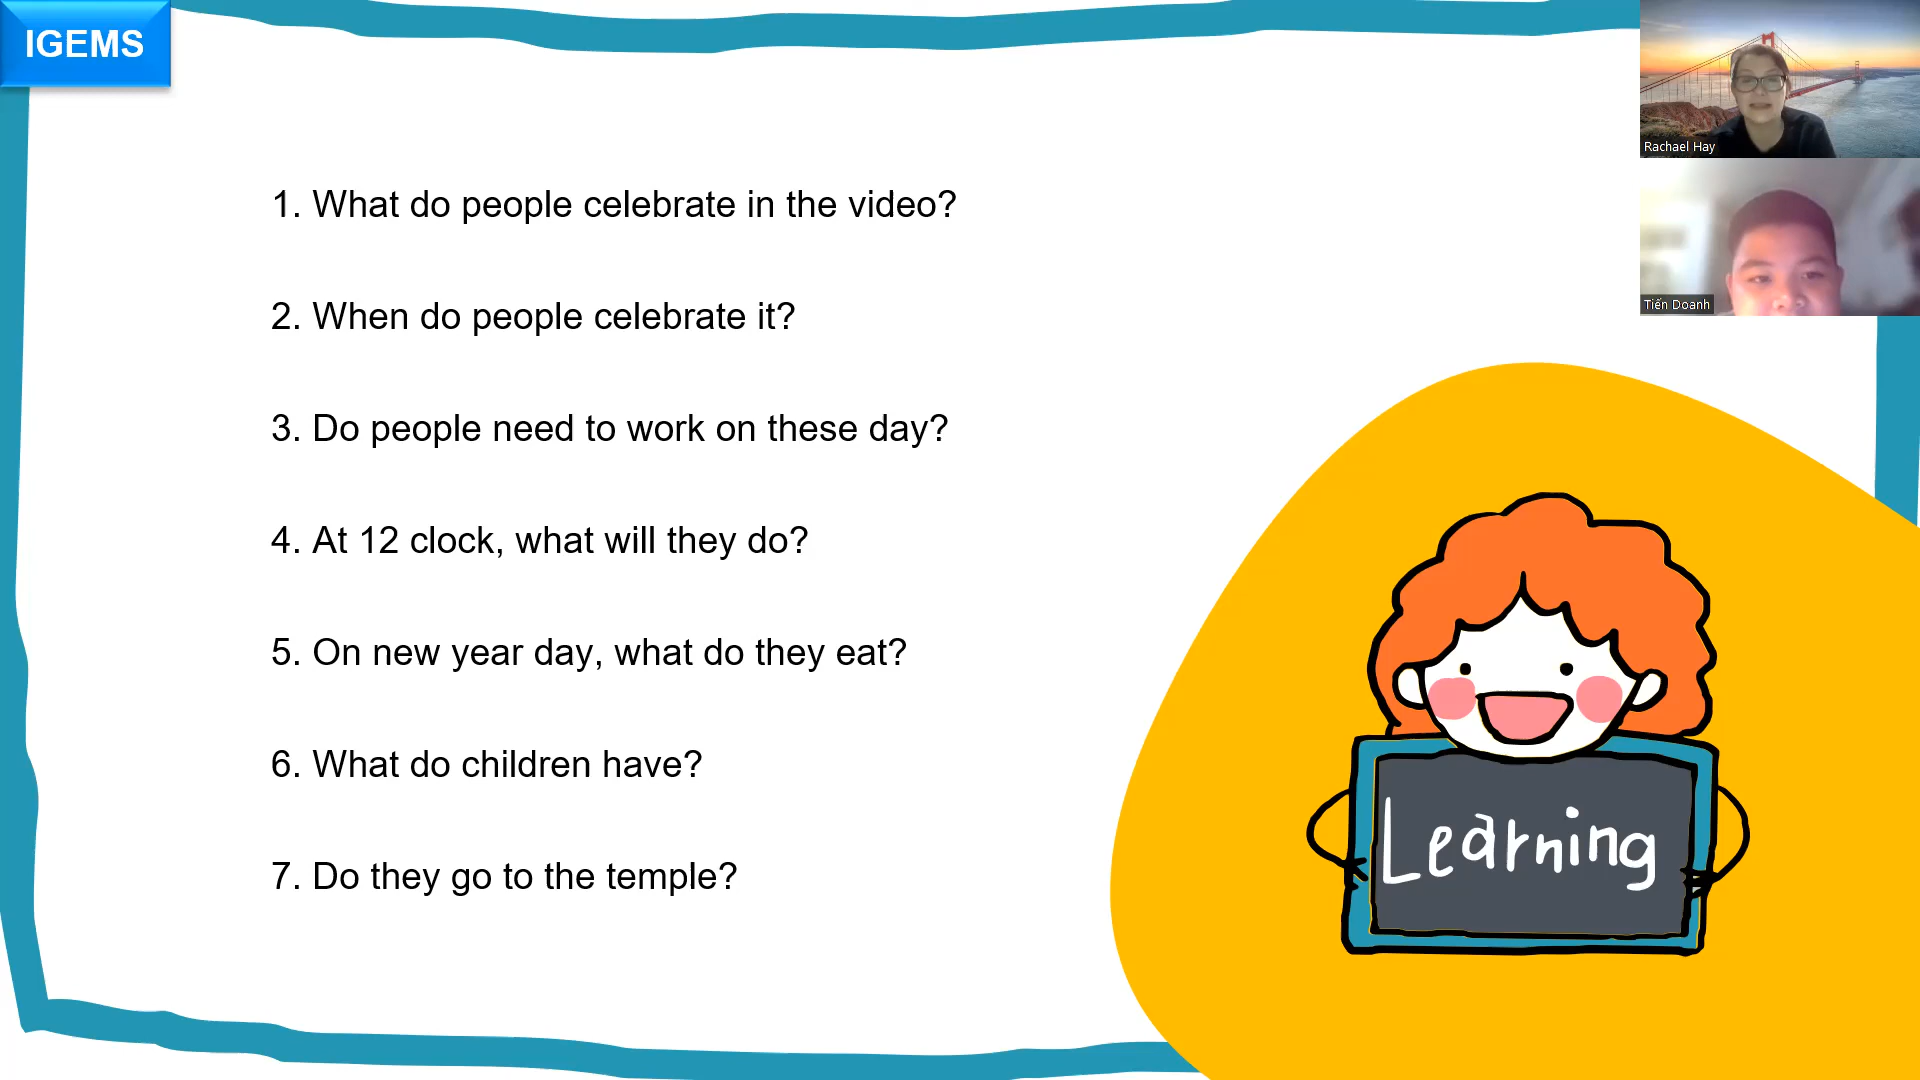 IGEMS
Rachael Hay
Tiến Doanh
1. What do people celebrate in the video?
2. When do people celebrate it?
3. Do people need to work on these day?
4. At 12 clock, what will they do?
5. On new year day, what do they eat?
6. What do children have?
7. Do they go to the temple?
Learning